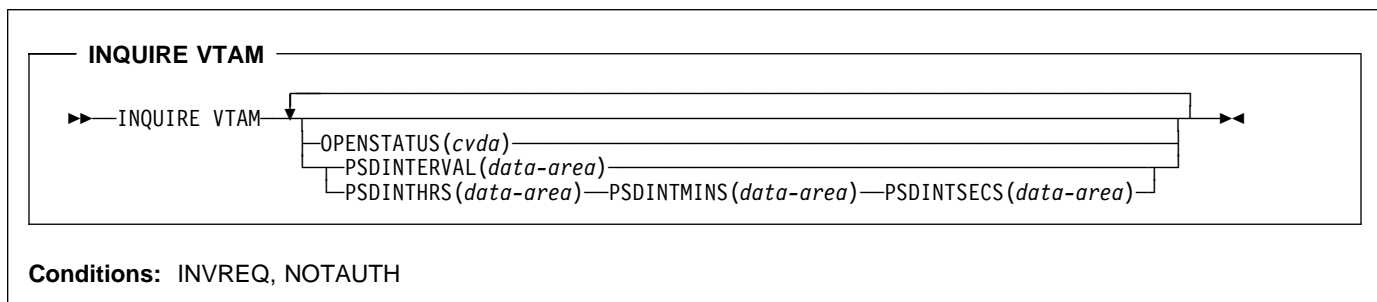 INQUIRE VTAM
INQUIRE VTAM
OPENSTATUS(cvda)
PSDINTERVAL(data-area)
PSDINTHRS(data-area) PSDINTMINS(data-area) PSDINTSECS(data-area)
Conditions: INVREQ, NOTAUTH